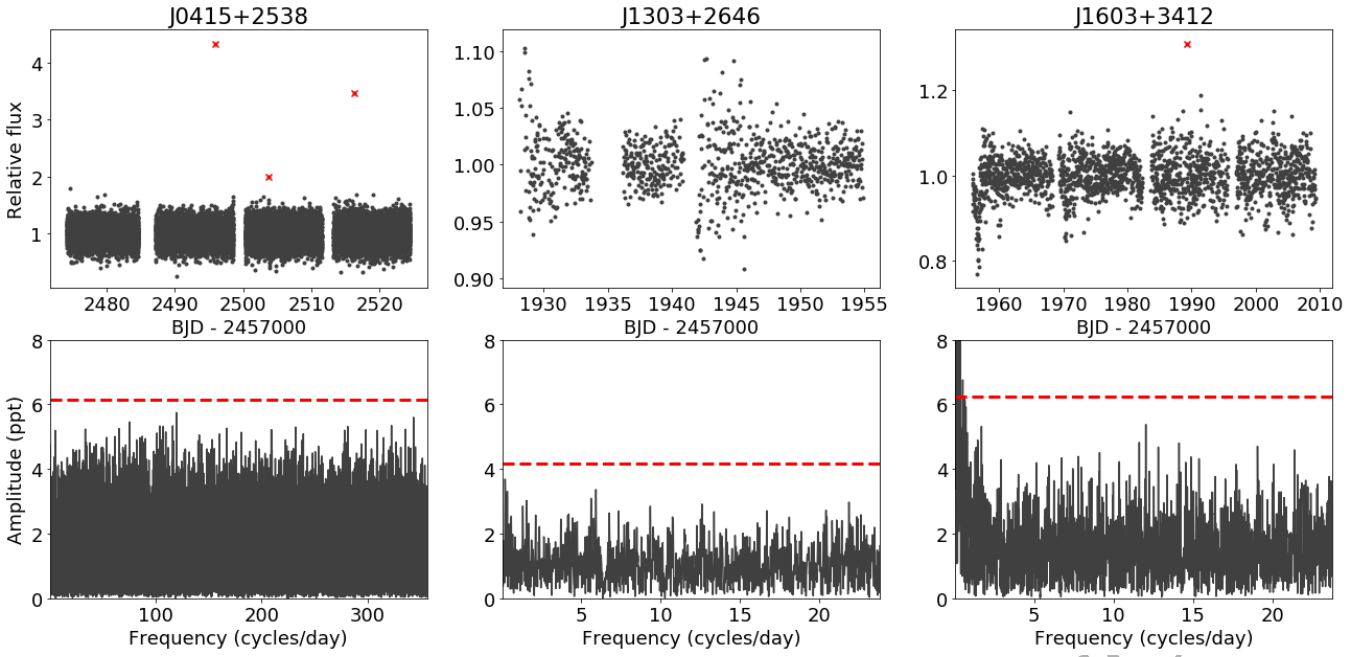 J0415+2538 J1303+2646 J1603+3412
Relative flux
4
3
2
1
1.10
1.05
1.00
0.95
0.90
1.2
1.0
0.8
2480 2490 2500 2510 2520
1930 1935 1940 1945 1950 1955
1960 1970 1980 1990 2000 2010
BJD - 2457000 BJD - 2457000 BJD - 2457000
Amplitude (ppt)
8
6
4
2
0
8
6
4
2
0
8
6
4
2
0
100 200 300
5 10 15 20
5 10 15 20
Frequency (cycles/day) Frequency (cycles/day) Frequency (cycles/day)